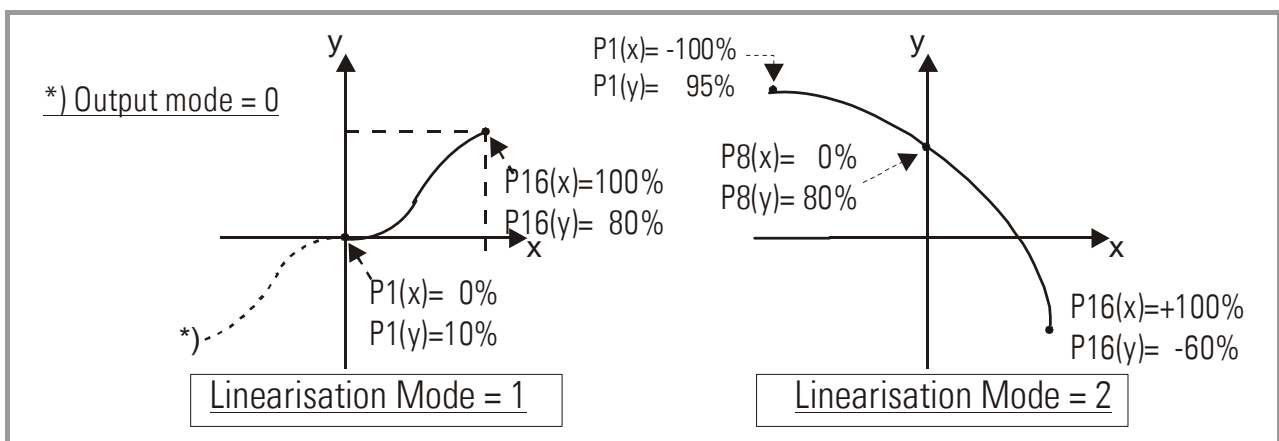 y
*) Output mode = 0
P16(x)=100%
P16(y)= 80%
x
P1(x)= 0%
P1(y)=10%
*)
Linearisation Mode = 1
P1(x)= -100%
P1(y)= 95%
y
P8(x)= 0%
P8(y)= 80%
x
P16(x)=+100%
P16(y)= -60%
Linearisation Mode = 2